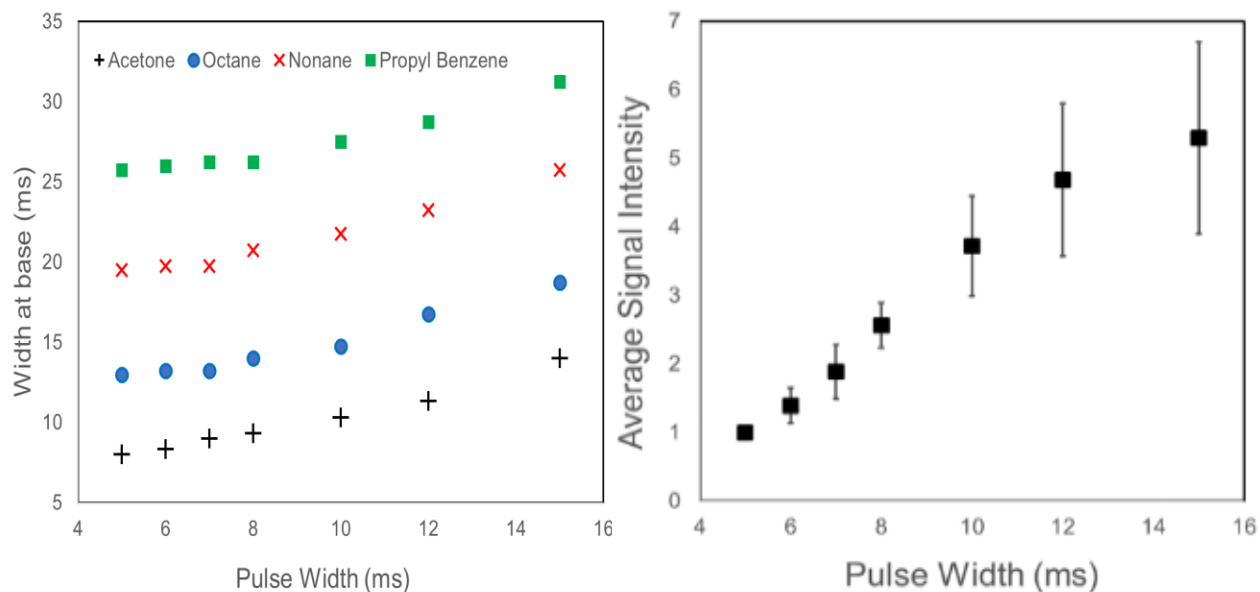 35
30
25
20
15
10
5
Width at base (ms)
Acetone Octane Nonane Propyl Benzene
4 6 8 10 12 14 16
Pulse Width (ms)
7
6
5
4
3
2
1
0
Average Signal Intensity
4 6 8 10 12 14 16
Pulse Width (ms)